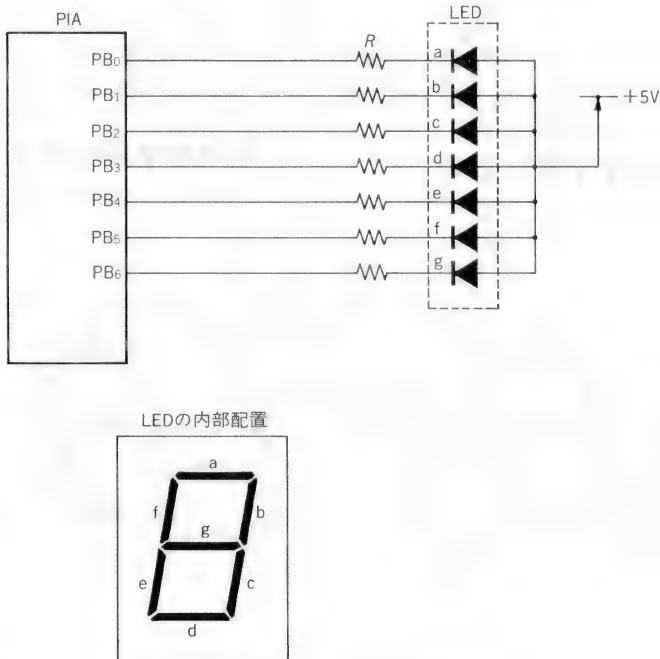 PIA
LED
R
PB0
a
PB1
b
+5V
PB2
c
PB3
d
PB4
e
PB5
f
PB6
g
LEDの内部配置
a
f
b
g
e
c
d